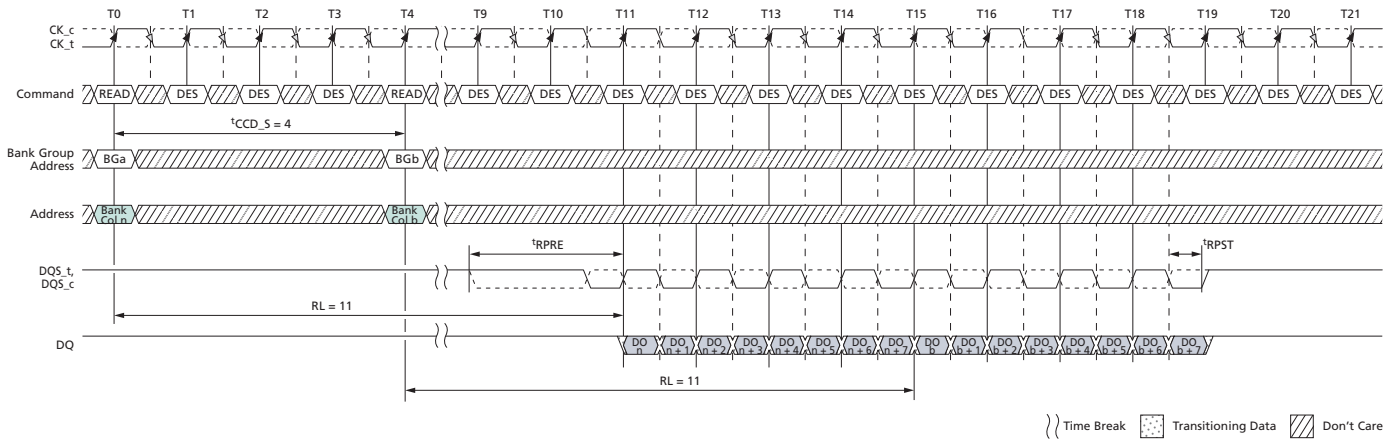 T0 T1 T2 T3 T4 T9 T10 T11 T12 T13 T14 T15 T16 T17 T18 T19 T20 T21
CK_c
CK_t
Command READ DES DES DES READ DES DES DES DES DES DES DES DES DES DES DES DES DES
tCCD_S = 4
Bank Group
Address BGa BGb
Address Bank
Col n Bank
Col b
tRPRE tRPST
DQS_t,
DQS_c
RL = 11
DQ DO
n DO
n + 1 DO
n + 2 DO
n + 3 DO
n + 4 DO
n + 5 DO
n + 6 DO
n + 7 DO
b DO
b + 1 DO
b + 2 DO
b + 3 DO
b + 4 DO
b + 5 DO
b + 6 DO
b + 7
RL = 11
Time Break Transitioning Data Don't Care